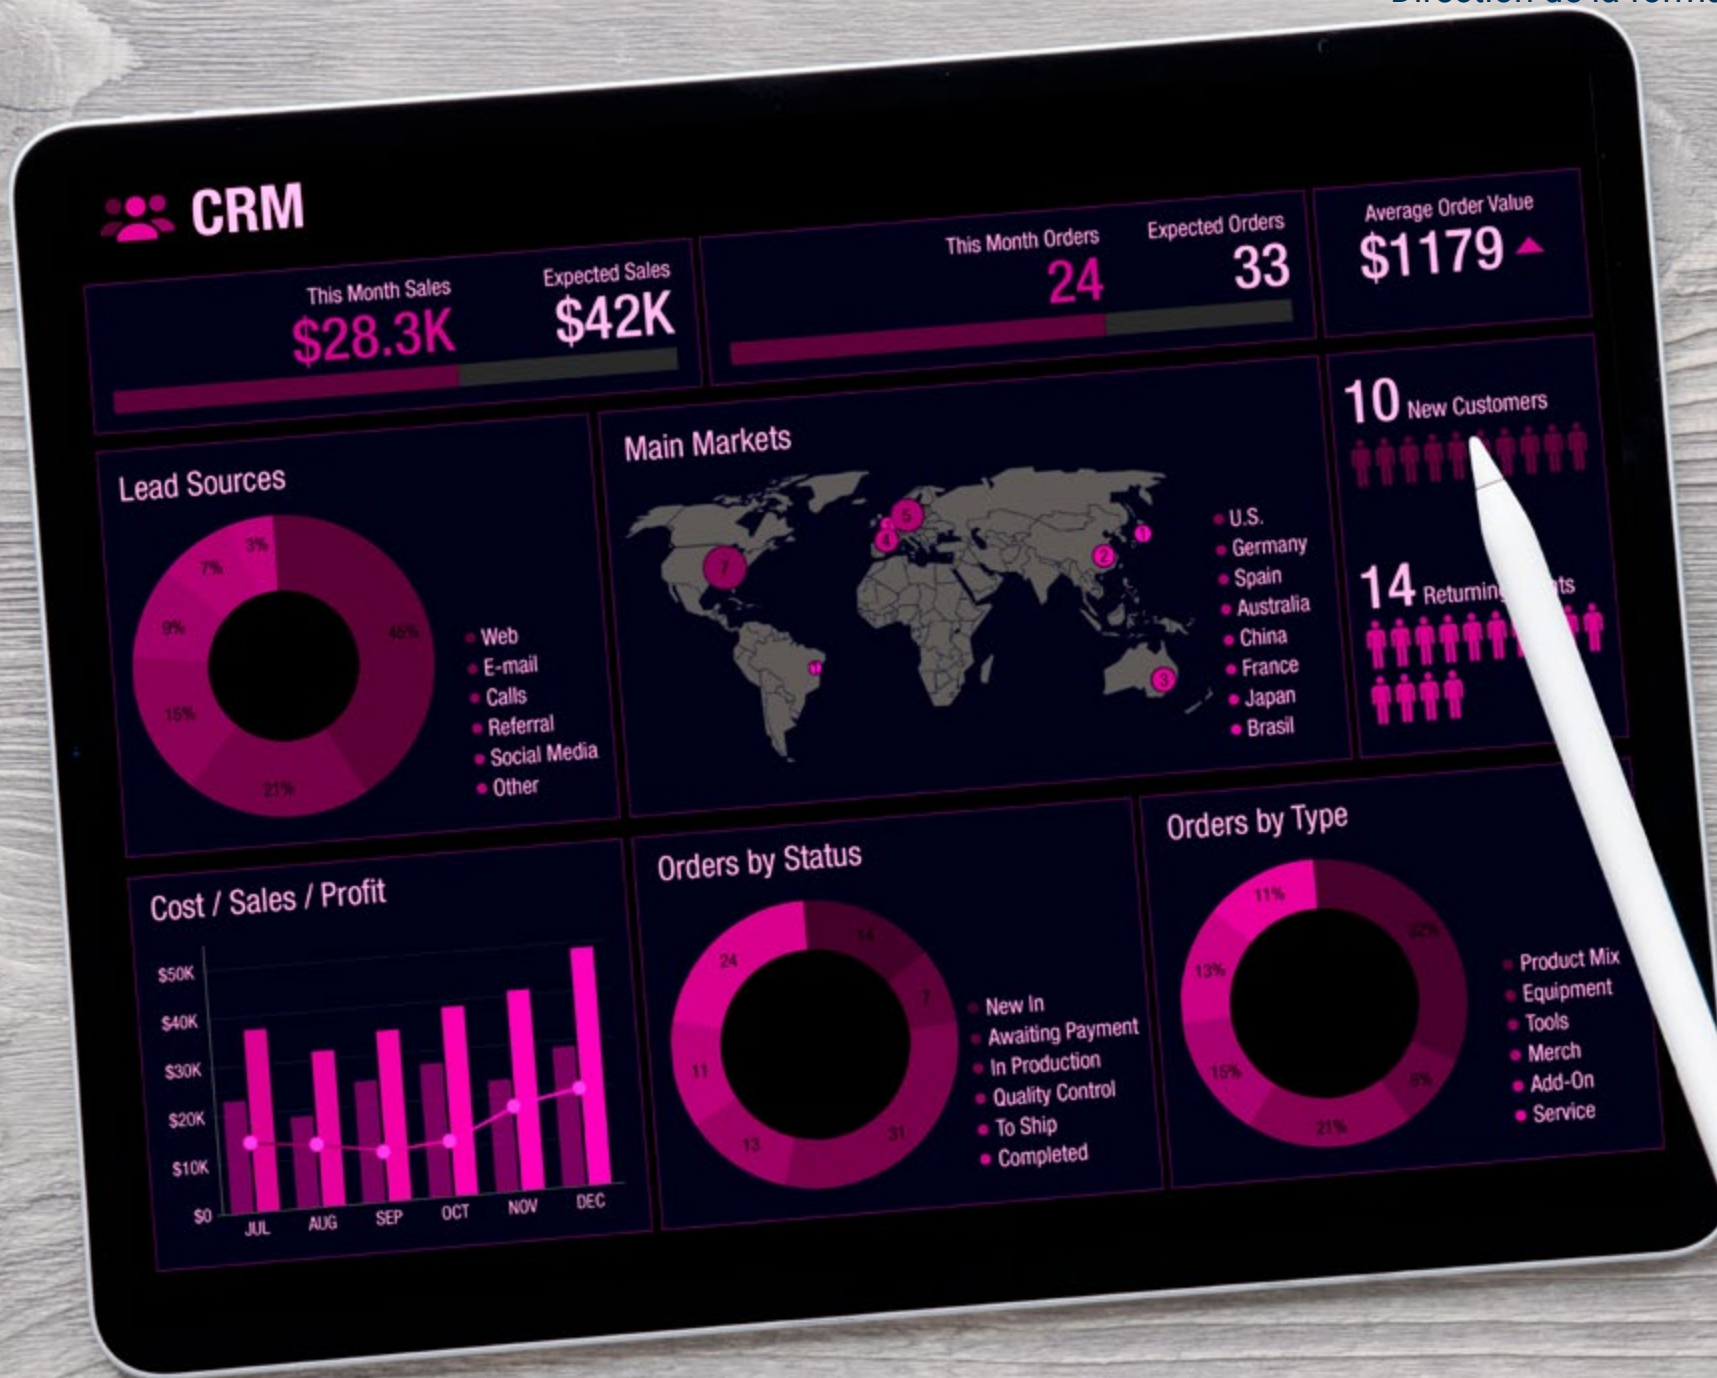 Direction de la forma
CRM
This Month Sales
$28.3K
Expected Sales
$42K
This Month Orders
24
Expected Orders
33
Average Order Value
$1179
Lead Sources
3%
7%
9%
15%
21%
45%
Web
E-mail
Calls
Referral
Social Media
Other
Main Markets
7
5
4
2
1
3
U.S.
Germany
Spain
Australia
China
France
Japan
Brasil
10 New Customers
14 Returning
Cost / Sales / Profit
$50K
$40K
$30K
$20K
$10K
$0
JUL AUG SEP OCT NOV DEC
Orders by Status
24
14
7
11
13
31
New In
Awaiting Payment
In Production
Quality Control
To Ship
Completed
Orders by Type
11%
13%
15%
21%
Product Mix
Equipment
Tools
Merch
Add-On
Service